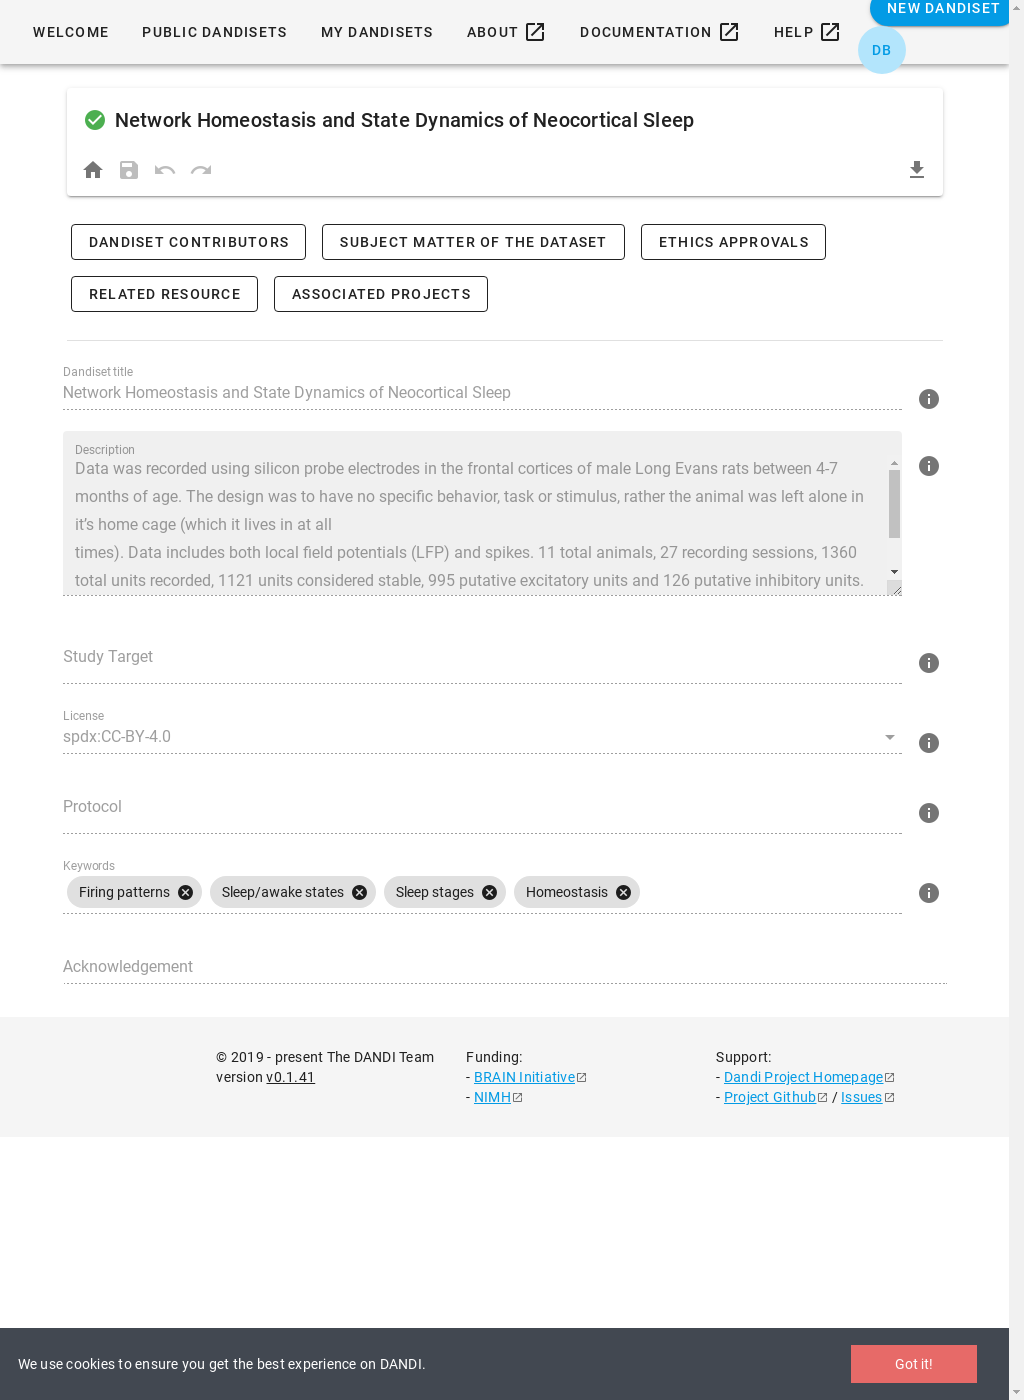 NEW DANDISET
WELCOME PUBLIC DANDISETS MY DANDISETS ABOUT DOCUMENTATION HELP
DB
Network Homeostasis and State Dynamics of Neocortical Sleep
DANDISET CONTRIBUTORS SUBJECT MATTER OF THE DATASET ETHICS APPROVALS
RELATED RESOURCE ASSOCIATED PROJECTS
Dandiset title
Network Homeostasis and State Dynamics of Neocortical Sleep
Description
Data was recorded using silicon probe electrodes in the frontal cortices of male Long Evans rats between 4-7
months of age. The design was to have no specific behavior, task or stimulus, rather the animal was left alone in
it’s home cage (which it lives in at all
times). Data includes both local field potentials (LFP) and spikes. 11 total animals, 27 recording sessions, 1360
total units recorded, 1121 units considered stable, 995 putative excitatory units and 126 putative inhibitory units.
Study Target
License
spdx:CC-BY-4.0
Protocol
Keywords
Firing patterns Sleep/awake states Sleep stages Homeostasis
Acknowledgement
© 2019 - present The DANDI Team
version v0.1.41
Funding:
- BRAIN Initiative
- NIMH
Support:
- Dandi Project Homepage
- Project Github / Issues
We use cookies to ensure you get the best experience on DANDI.
Got it!